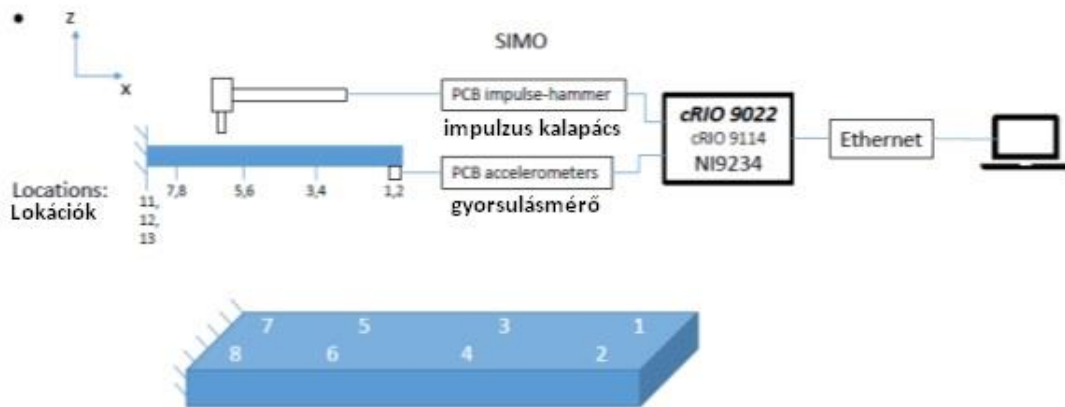 Z
X
SIMO
PCB impulse-hammer
impulzus kalapács
cRIO 9022
cRIO 9114
NI9234
Ethernet
PCB accelerometers
gyorsulásmérő
Locations:
Lokációk
11,
12,
13
7,8
5,6
3,4
1,2
7 5 3 1
8 6 4 2